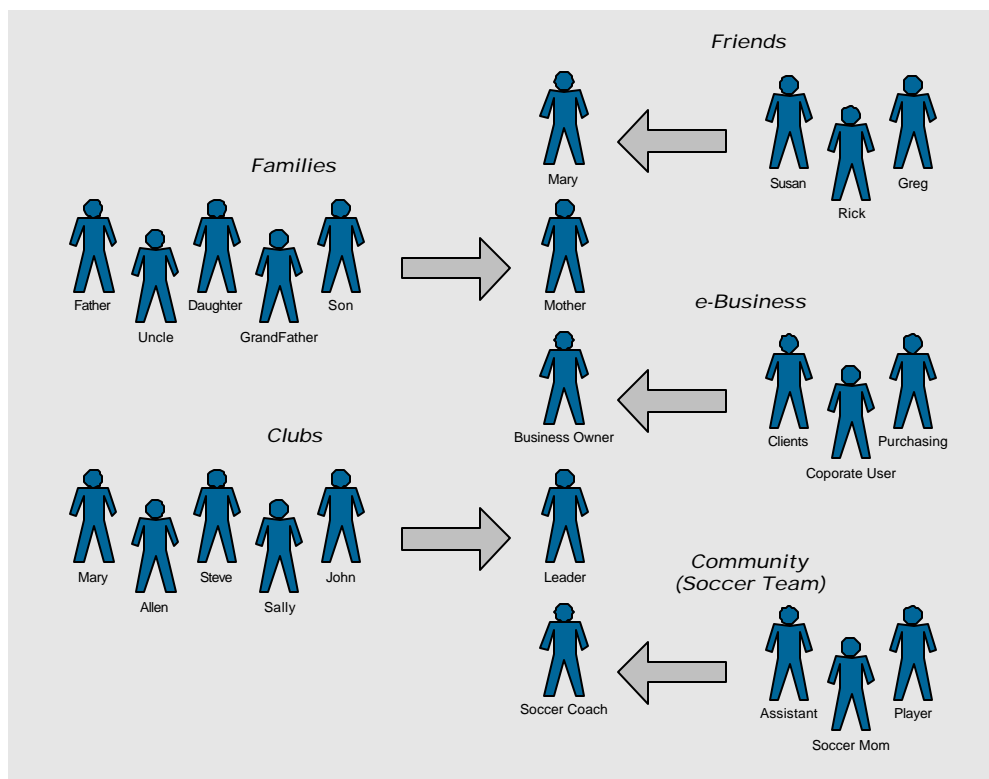 Friends
Mary
Susan
Rick
Greg
Families
Father
Uncle
Daughter
GrandFather
Son
Mother
e-Business
Business Owner
Clients
Coporate User
Purchasing
Clubs
Mary
Allen
Steve
Sally
John
Leader
Community
(Soccer Team)
Soccer Coach
Assistant
Soccer Mom
Player